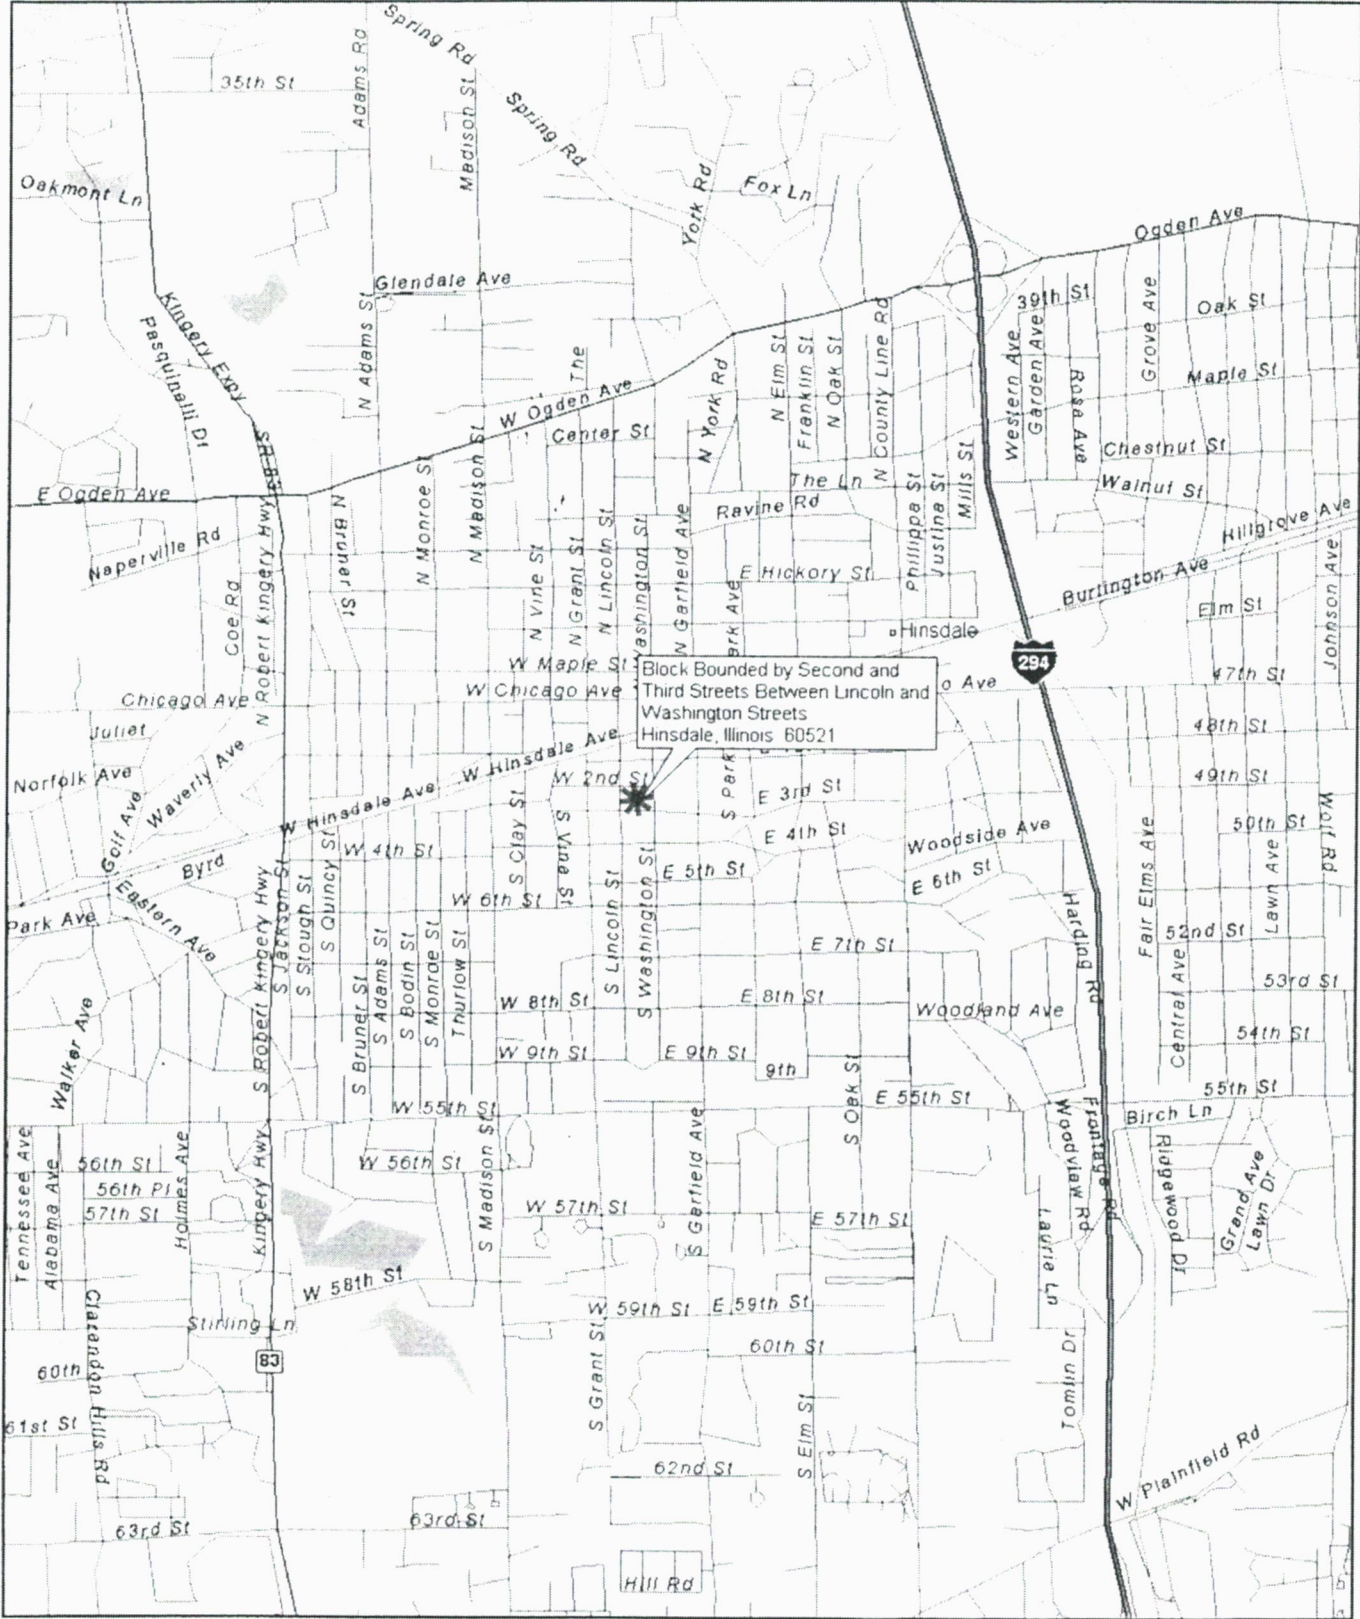 Spring Rd
35th St
Adams Rd
Madison St
Spring Rd
Oakmont Ln
York Rd
Fox Ln
Ogden Ave
Glendale Ave
Kingery Expy
Pasquinelli Dr
N Adams St
39th St
Oak St
Grove Ave
The
W Ogden Ave
Center St
N York Rd
N Elm St
Franklin St
N Oak St
N County Line Rd
Western Ave
Garden Ave
Rosa Ave
Maple St
Chestnut St
Walnut St
E Ogden Ave
N Bruner St
N Monroe St
N Madison St
The Ln
Ravine Rd
Phillippa St
Justina St
Mills St
Hillgrove Ave
Naperville Rd
Coe Rd
N Robert Kingery Hwy
N Vine St
N Grant St
N Lincoln St
Washington St
N Garfield Ave
E Hickory St
Burlington Ave
Elm St
Johnson Ave
Hinsdale
294
W Maple St
W Chicago Ave
Block Bounded by Second and
Third Streets Between Lincoln and
Washington Streets
Hinsdale, Illinois 60521
o Ave
47th St
Chicago Ave
Juliet
48th St
Norfolk Ave
Waverly Ave
W Hinsdale Ave
W Hinsdale Ave
W 2nd St
S Park
E 3rd St
49th St
Golf Ave
Byrd
W 4th St
S Clay St
S Vine St
E 4th St
Woodside Ave
50th St
Wolf Rd
Eastern Ave
Park Ave
S Robert Kingery Hwy
S Jackson St
S Stough St
S Quincy St
W 6th St
S Lincoln St
S Washington St
E 5th St
E 6th St
Harding Rd
Fair Elms Ave
Lawn Ave
52nd St
E 7th St
Central Ave
53rd St
Walker Ave
S Bruner St
S Adams St
S Bodin St
S Monroe St
Thurlow St
W 8th St
E 8th St
Woodland Ave
54th St
W 9th St
E 9th St
9th
S Oak St
E 55th St
W 55th St
55th St
Birch Ln
Tennessee Ave
Alabama Ave
56th St
56th Pl
57th St
Holmes Ave
Kingery Hwy
W 56th St
S Madison St
W 57th St
S Garfield Ave
E 57th St
Woodview Rd
Frontage Rd
Laurie Ln
Ridgewood Dr
Grand Ave
Lawn Dr
W 58th St
Clarendon Hills Rd
Stirling Ln
W 59th St
E 59th St
60th St
60th
83
S Grant St
Tomlin Dr
61st St
S Elm St
62nd St
W Plainfield Rd
63rd St
63rd St
Hill Rd